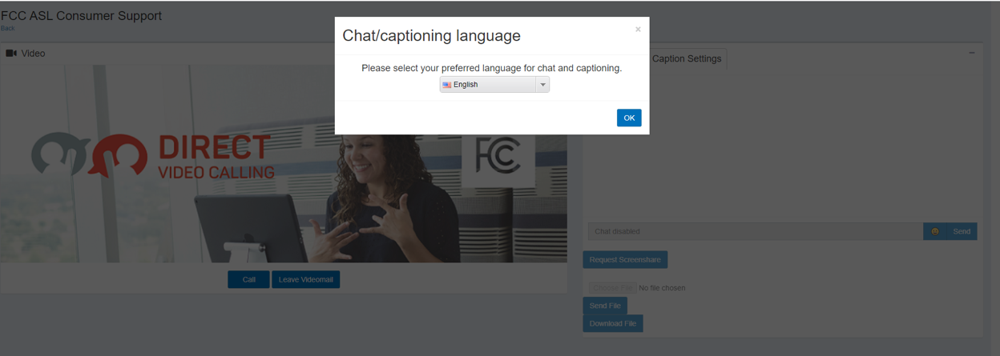 FCC ASL Consumer Support
Back
Video
Chat/captioning language
×
Please select your preferred language for chat and captioning.
English
OK
Caption Settings
DIRECT
VIDEO CALLING
FCC
Call
Leave Videomail
Chat disabled
Send
Request Screenshare
Choose File No file chosen
Send File
Download File